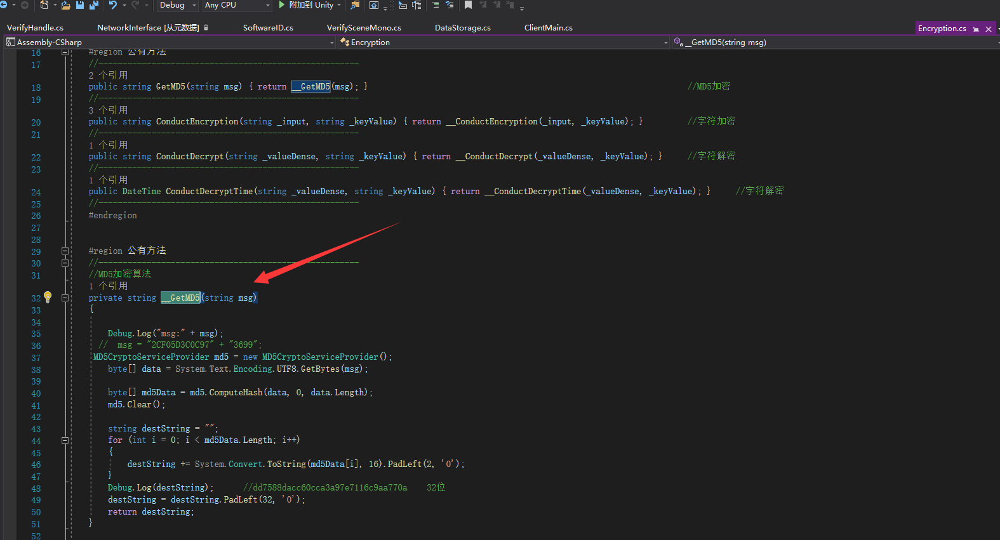 Debug Any CPU 附加到 Unity
VerifyHandle.cs NetworkInterface [从元数据] SoftwareID.cs VerifySceneMono.cs DataStorage.cs ClientMain.cs Encryption.cs
Assembly-CSharp Encryption __GetMD5(string msg)
16 #region 公有方法
17 //------------------------------------------------------
2 个引用
18 public string GetMD5(string msg) { return __GetMD5(msg); } //MD5加密
19 //------------------------------------------------------
3 个引用
20 public string ConductEncryption(string _input, string _keyValue) { return __ConductEncryption(_input, _keyValue); } //字符加密
21 //------------------------------------------------------
1 个引用
22 public string ConductDecrypt(string _valueDense, string _keyValue) { return __ConductDecrypt(_valueDense, _keyValue); } //字符解密
23 //------------------------------------------------------
1 个引用
24 public DateTime ConductDecryptTime(string _valueDense, string _keyValue) { return __ConductDecryptTime(_valueDense, _keyValue); } //字符解密
25 //------------------------------------------------------
26 #endregion
27
28
29 #region 公有方法
30 //------------------------------------------------------
31 //MD5加密算法
1 个引用
32 private string __GetMD5(string msg)
33 {
34
35 Debug.Log("msg:" + msg);
36 // msg = "2CF05D3C0C97" + "3699";
37 MD5CryptoServiceProvider md5 = new MD5CryptoServiceProvider();
38 byte[] data = System.Text.Encoding.UTF8.GetBytes(msg);
39
40 byte[] md5Data = md5.ComputeHash(data, 0, data.Length);
41 md5.Clear();
42
43 string destString = "";
44 for (int i = 0; i < md5Data.Length; i++)
45 {
46 destString += System.Convert.ToString(md5Data[i], 16).PadLeft(2, '0');
47 }
48 Debug.Log(destString); //dd7588dacc60cca3a97e7116c9aa770a 32位
49 destString = destString.PadLeft(32, '0');
50 return destString;
51 }
52